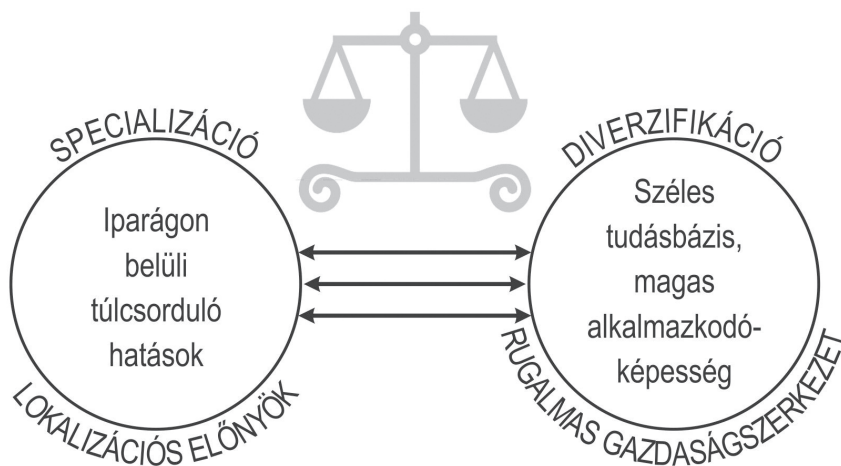 SPECIALIZÁCIÓ
Iparágon
belüli
túlcsorduló
hatások
LOKALIZÁCIÓS ELŐNYÖK
DIVERZIFIKÁCIÓ
Széles
tudásbázis,
magas
alkalmazkodó-
képesség
RUGALMAS GAZDASÁGSZERKEZET